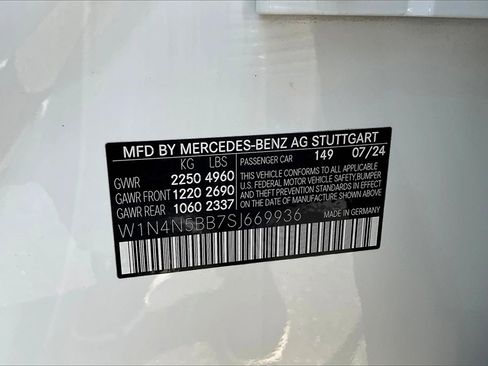 MFD BY MERCEDES-BENZ AG STUTTGART
KG LBS PASSENGER CAR 149 07/24
GVWR 2250 4960 THIS VEHICLE CONFORMS TO ALL APPLICABLE
GAWR FRONT 1220 2690 U.S. FEDERAL MOTOR VEHICLE SAFETY,BUMPER
GAWR REAR 1060 2337 AND THEFT PREVENTION STANDARDS IN EFFECT
ON THE DATE OF MANUFACTURE SHOWN ABOVE.
W1N4N5BB7SJ669936 MADE IN GERMANY